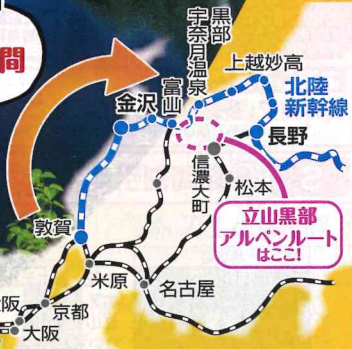 間
黒部
宇奈月温泉
上越妙高
富山
北陸
新幹線
金沢
長野
信濃大町
松本
立山黒部
アルペンルート
はここ!
敦賀
米原
名古屋
京都
阪
大阪